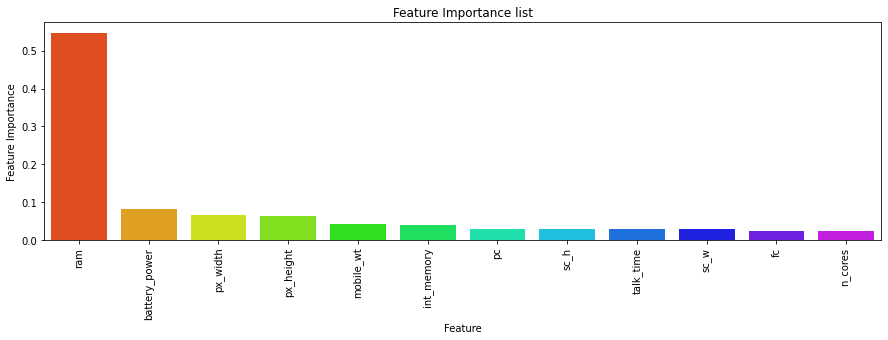 Feature Importance list
Feature Importance
0.5
0.4
0.3
0.2
0.1
0.0
ram
battery_power
px_width
px_height
mobile_wt
int_memory
pc
sc_h
talk_time
sc_w
fc
n_cores
Feature